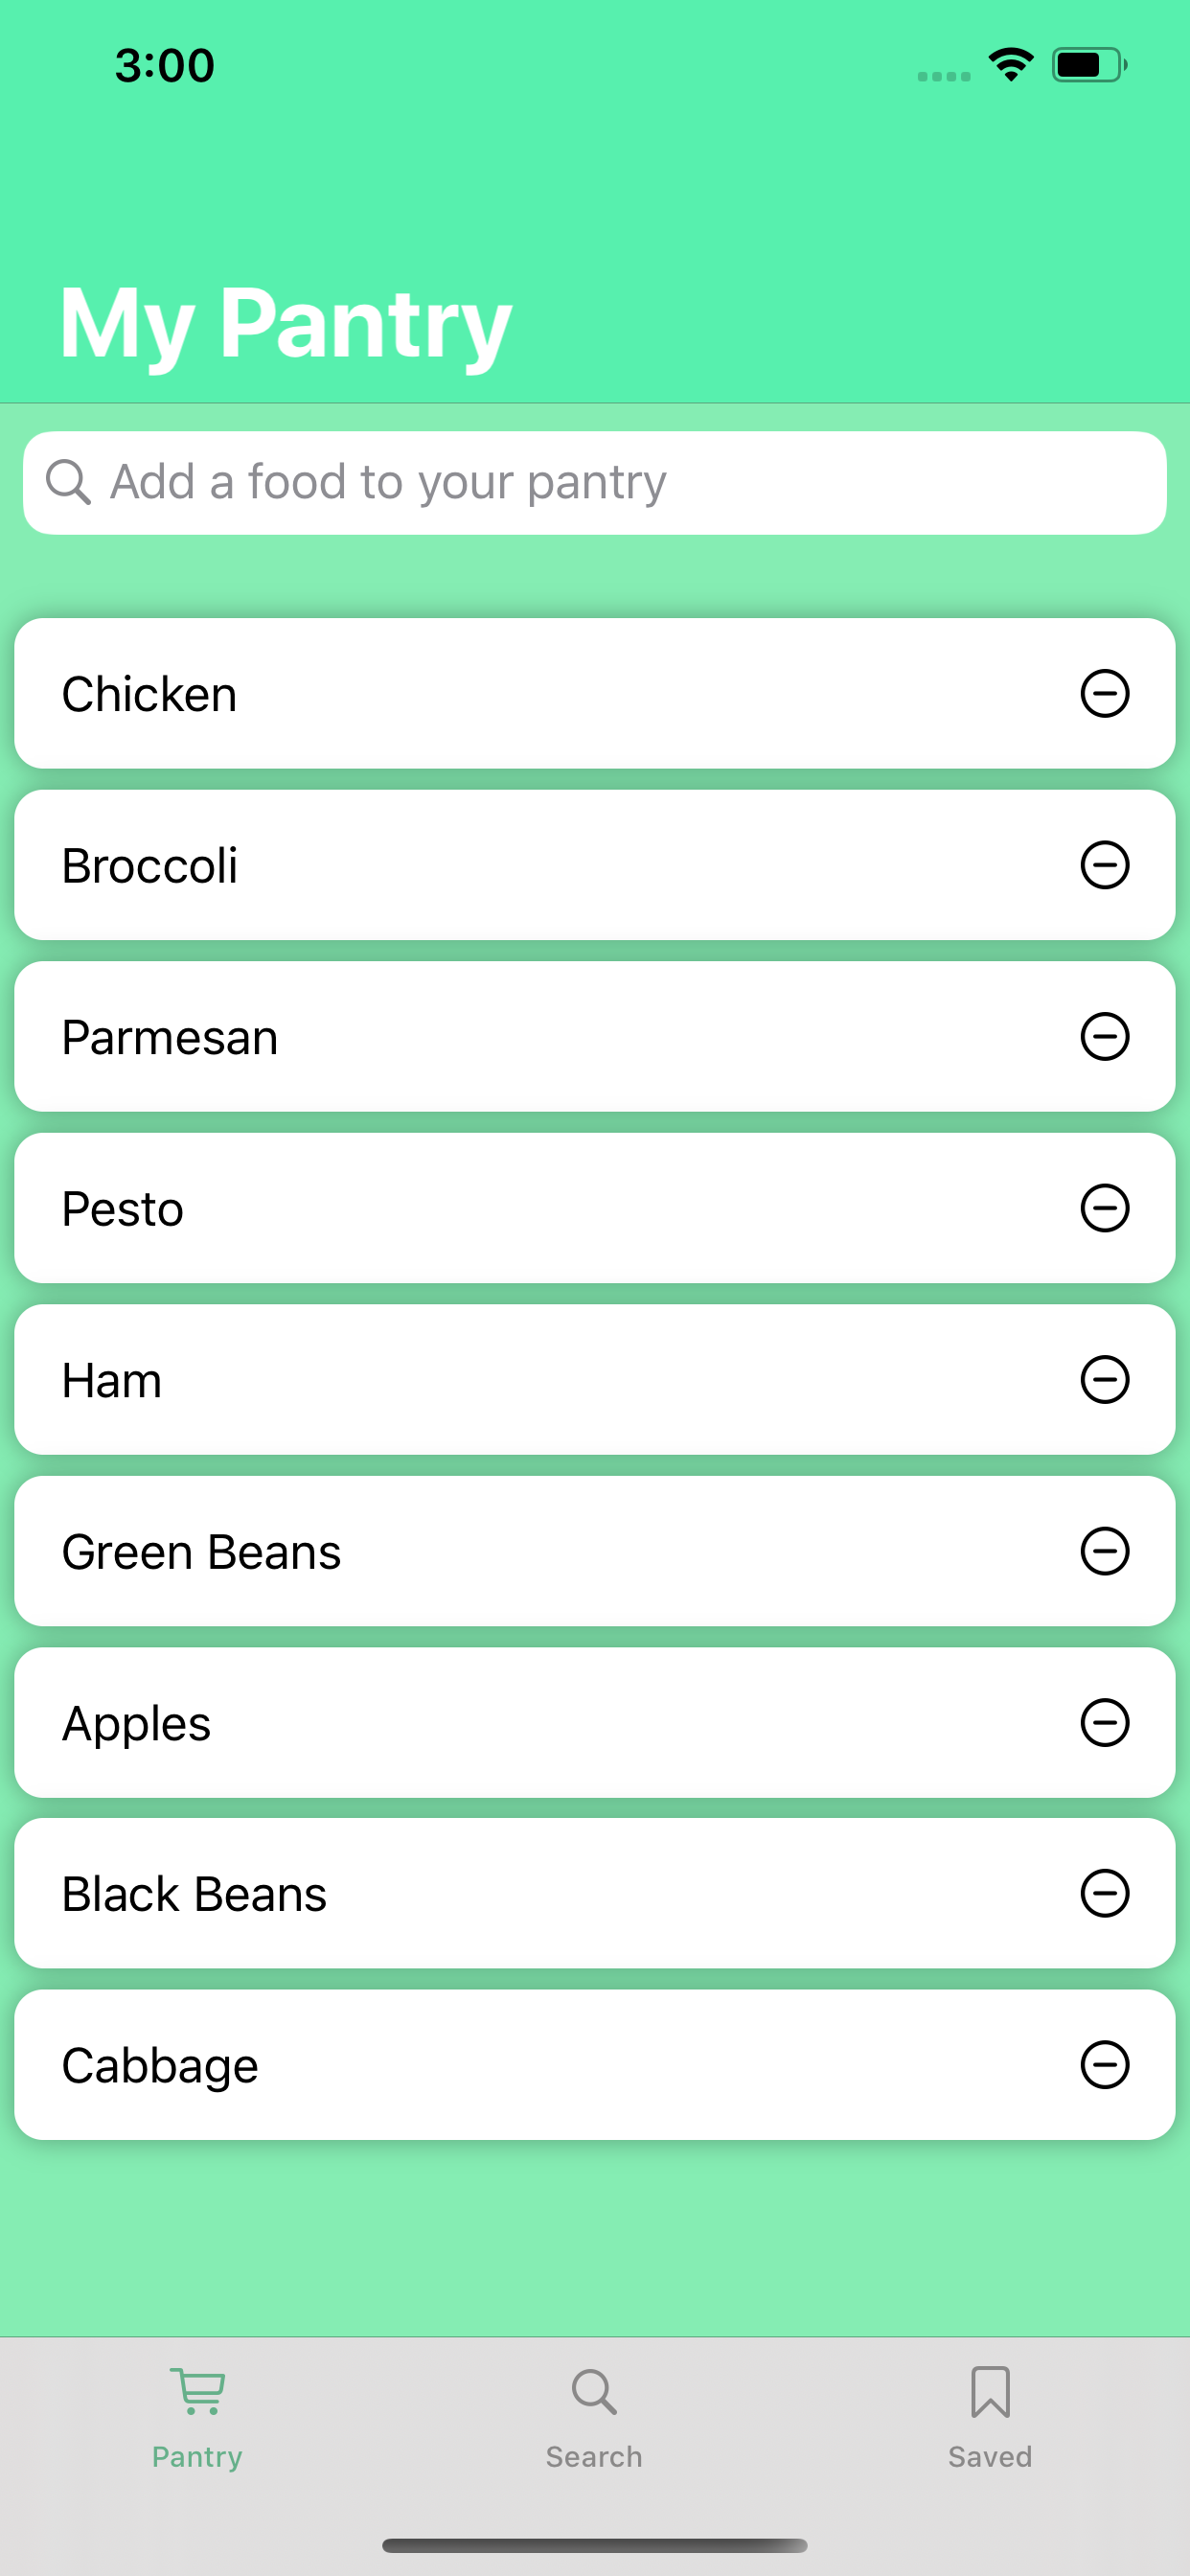 3:00
My Pantry
Add a food to your pantry
Chicken
Broccoli
Parmesan
Pesto
Ham
Green Beans
Apples
Black Beans
Cabbage
Pantry Search Saved